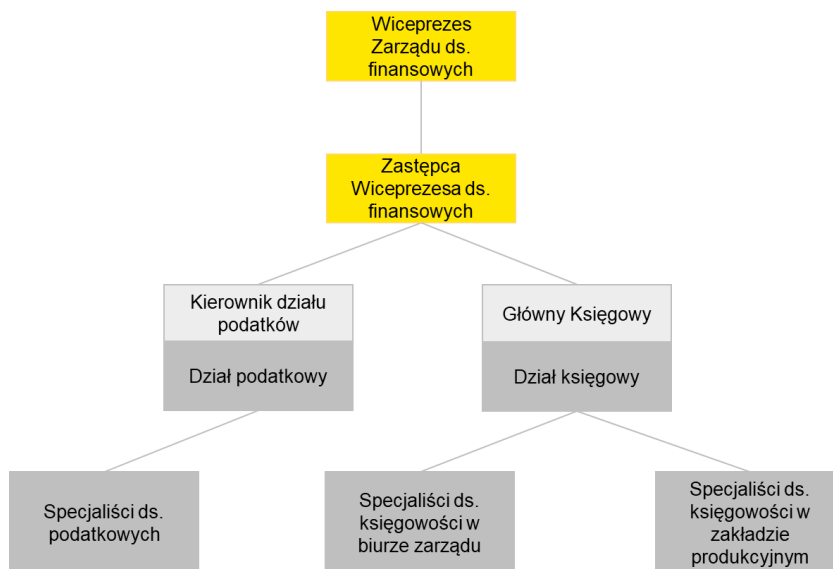 Wiceprezes
Zarządu ds.
finansowych
Zastępca
Wiceprezesa ds.
finansowych
Kierownik działu
podatków
Główny Księgowy
Dział podatkowy
Dział księgowy
Specjaliści ds.
podatkowych
Specjaliści ds.
księgowości w
biurze zarządu
Specjaliści ds.
księgowości w
zakładzie
produkcyjnym